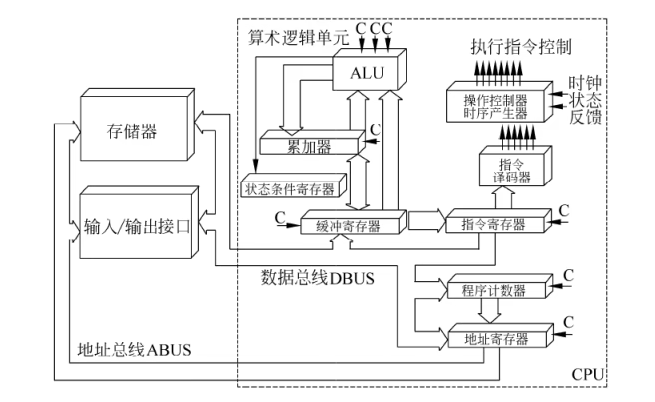 算术逻辑单元
C CC
ALU
执行指令控制
操作控制器
时序产生器
时钟
状态
反馈
存储器
累加器
C
指令
译码器
状态条件寄存器
输入/输出接口
C
缓冲寄存器
指令寄存器
C
数据总线DBUS
程序计数器
C
地址总线ABUS
地址寄存器
C
CPU